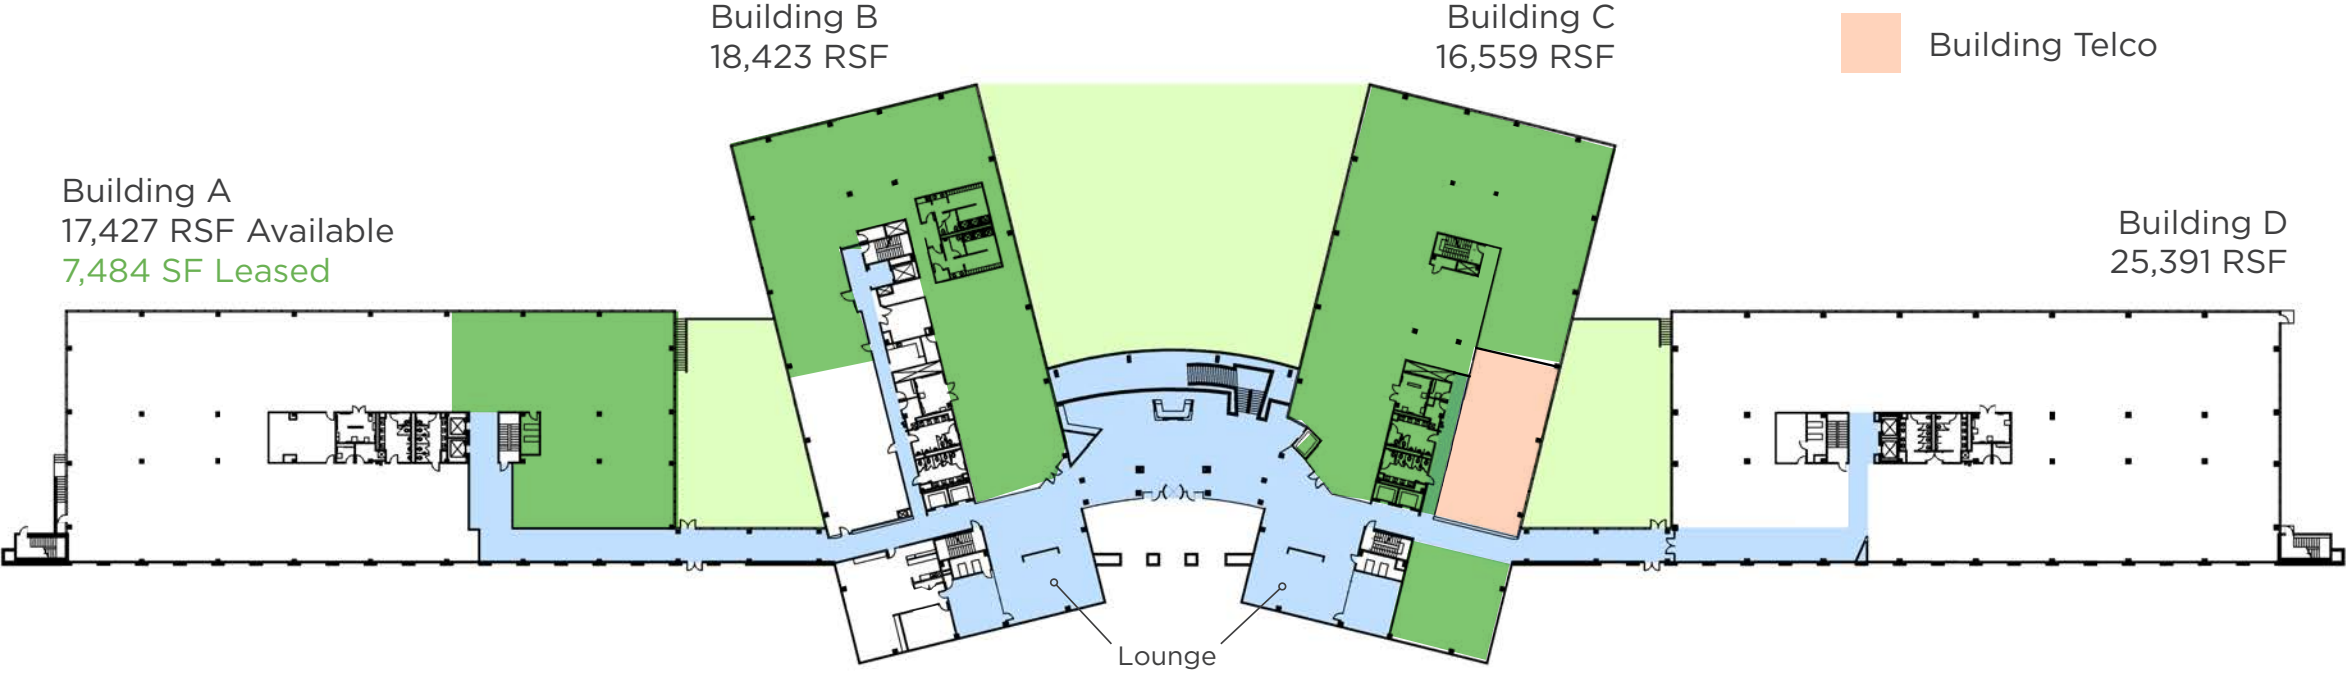 Building B
18,423 RSF
Building C
16,559 RSF
Building Telco
Building A
17,427 RSF Available
7,484 SF Leased
Building D
25,391 RSF
Lounge